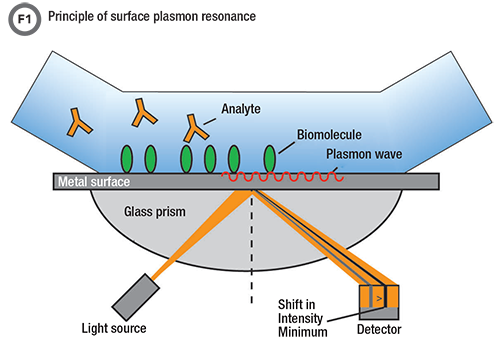 F1 Principle of surface plasmon resonance
Analyte
Biomolecule
Plasmon wave
Metal surface
Glass prism
Light source
Shift in
Intensity
Minimum
>
Detector